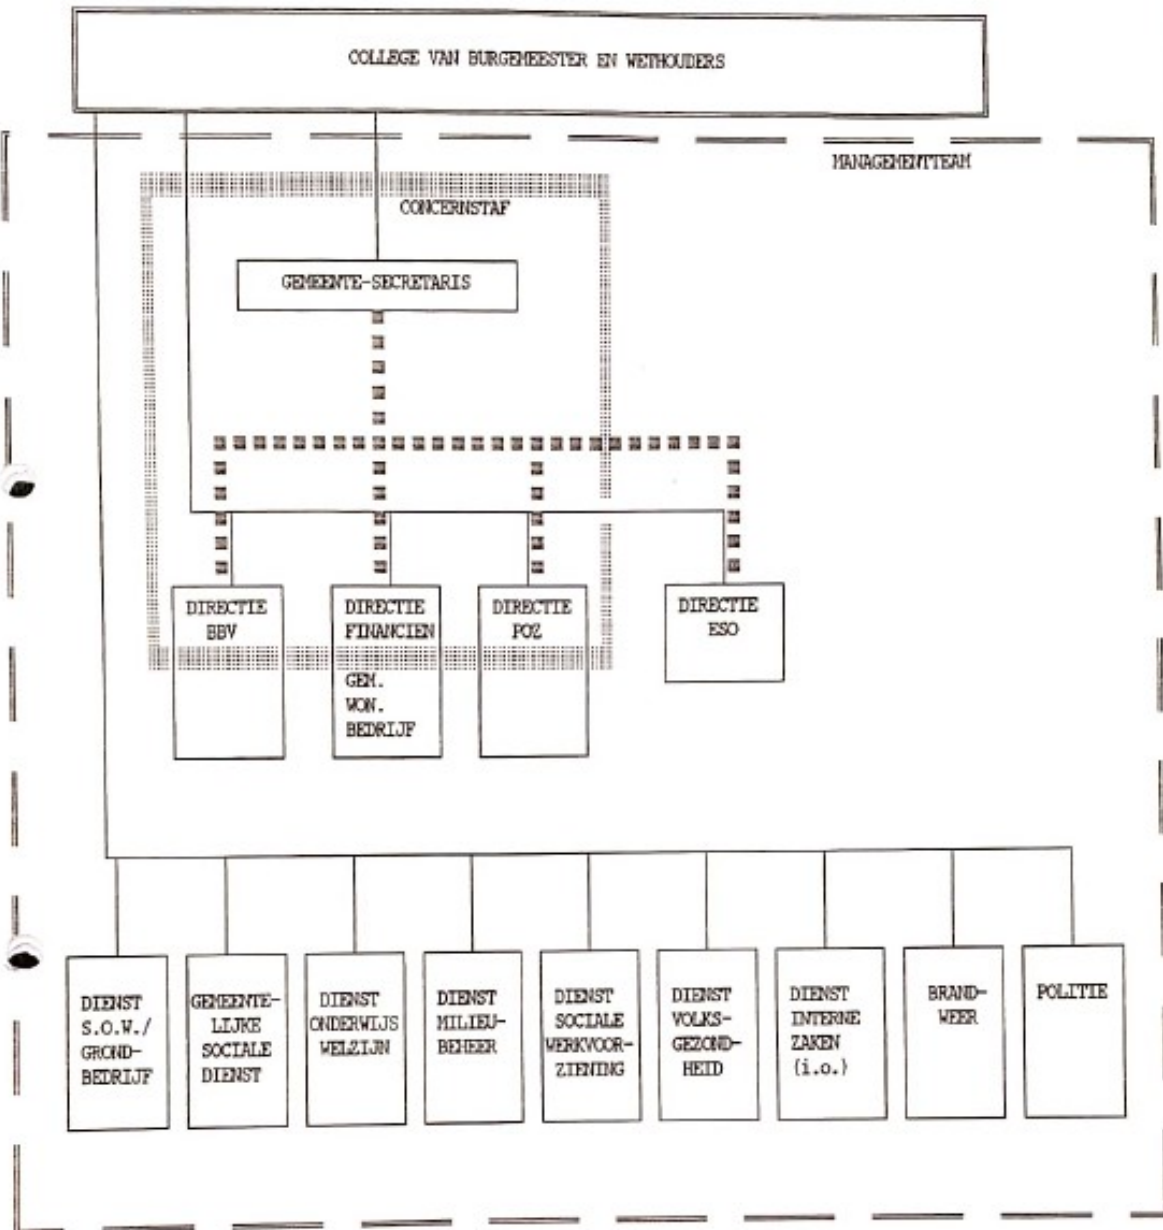 COLLEGE VAN BURGEMEESTER EN WETHOUDERS
MANAGEMENTTEAM
CONCERNSTAF
GEMEENTE-SECRETARIS
DIRECTIE
BBV
DIRECTIE
FINANCIEN
GEM.
WON.
BEDRIJF
DIRECTIE
POZ
DIRECTIE
ESO
DIENST
S.O.W./
GROND-
BEDRIJF
GEMEENTE-
LIJKE
SOCIALE
DIENST
DIENST
ONDERWIJS
WELZIJN
DIENST
MILIEU-
BEHEER
DIENST
SOCIALE
WERKVOOR-
ZIENING
DIENST
VOLKS-
GEZOND-
HEID
DIENST
INTERNE
ZAKEN
(i.o.)
BRAND-
WEER
POLITIE